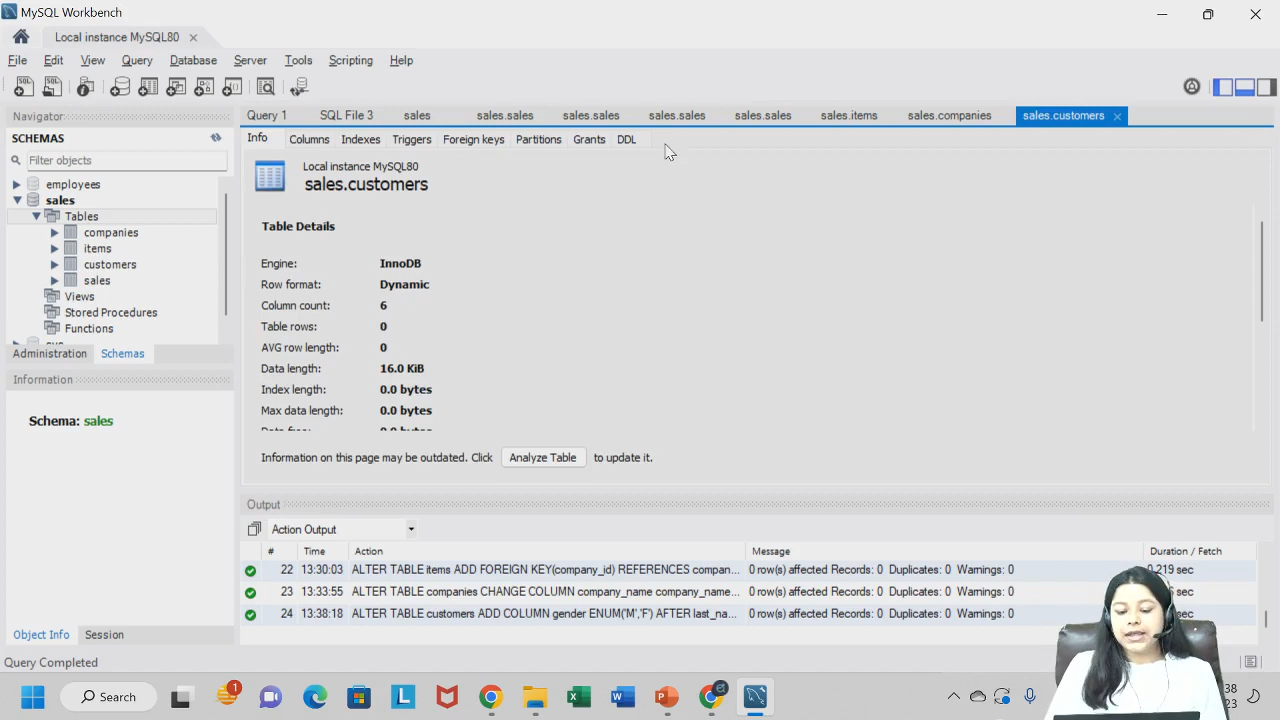 MySQL Workbench
Local instance MySQL80
File Edit View Query Database Server Tools Scripting Help
Navigator
SCHEMAS
Filter objects
employees
sales
Tables
companies
items
customers
sales
Views
Stored Procedures
Functions
Administration Schemas
Information
Schema: sales
Object Info Session
Query Completed
Query 1 SQL File 3 sales sales.sales sales.sales sales.sales sales.sales sales.items sales.companies sales.customers
Info Columns Indexes Triggers Foreign keys Partitions Grants DDL
Local instance MySQL80
sales.customers
Table Details
Engine: InnoDB
Row format: Dynamic
Column count: 6
Table rows: 0
AVG row length: 0
Data length: 16.0 KiB
Index length: 0.0 bytes
Max data length: 0.0 bytes
Information on this page may be outdated. Click Analyze Table to update it.
Output
Action Output
# Time Action Message Duration / Fetch
22 13:30:03 ALTER TABLE items ADD FOREIGN KEY(company_id) REFERENCES compan... 0 row(s) affected Records: 0 Duplicates: 0 Warnings: 0 0.219 sec
23 13:33:55 ALTER TABLE companies CHANGE COLUMN company_name company_name... 0 row(s) affected Records: 0 Duplicates: 0 Warnings: 0
24 13:38:18 ALTER TABLE customers ADD COLUMN gender ENUM('M','F') AFTER last_na... 0 row(s) affected Records: 0 Duplicates: 0 Warnings: 0
Search
1
38
23